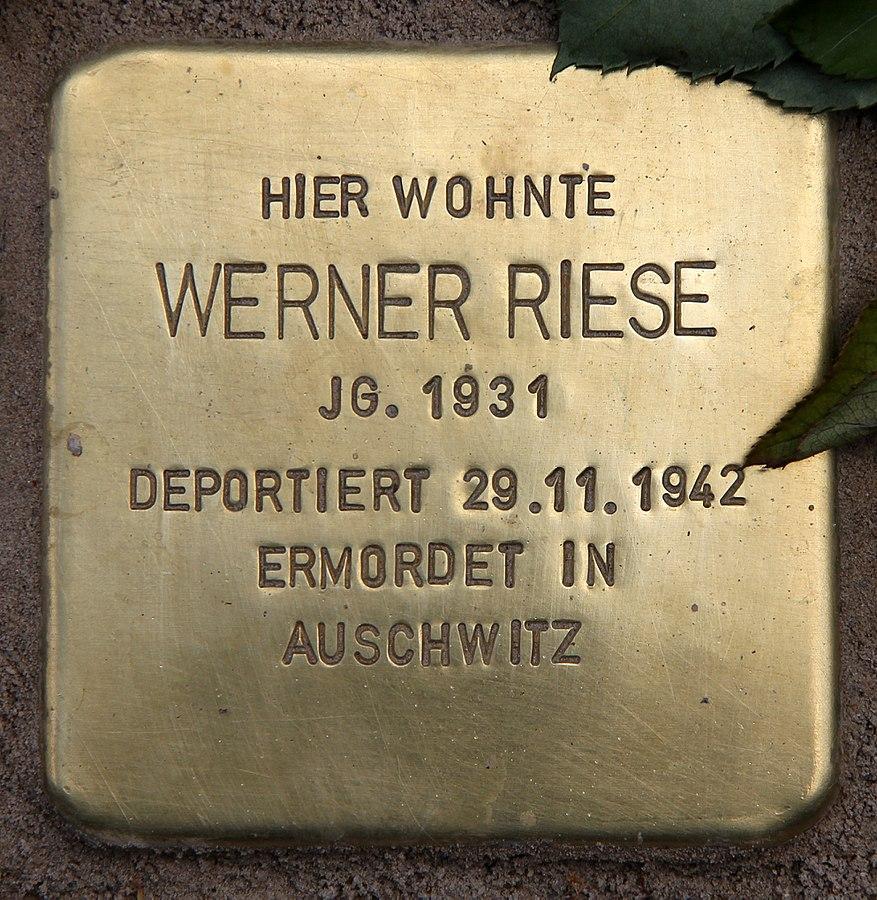 HIER WOHNTE
WERNER RIESE
JG. 1931
DEPORTIERT 29.11.1942
ERMORDET IN
AUSCHWITZ